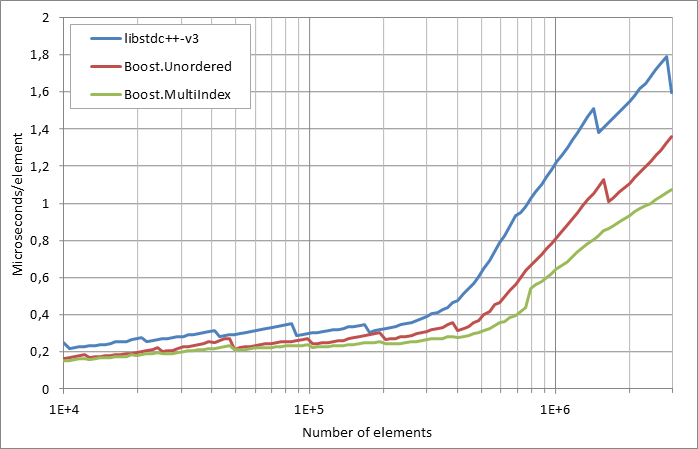 2
1,8
1,6
1,4
1,2
1
0,8
0,6
0,4
0,2
0
Microseconds/element
libstdc++-v3
Boost.Unordered
Boost.MultiIndex
1E+4
1E+5
1E+6
Number of elements